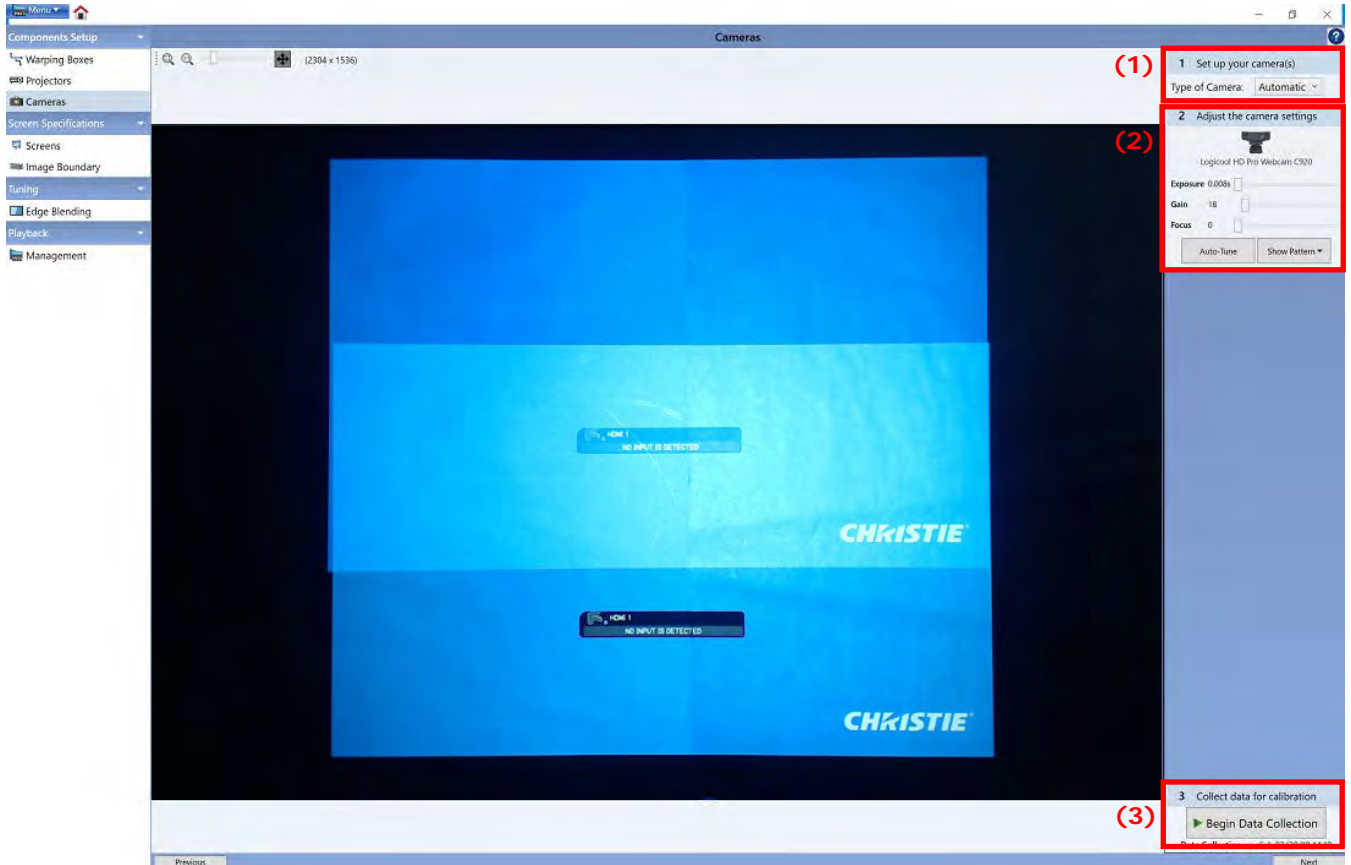 Menu
Components Setup
Cameras
Warping Boxes
Projectors
Cameras
Screen Specifications
Screens
Image Boundary
Tuning
Edge Blending
Playback
Management
(2304 x 1536)
HDMI 1
NO INPUT IS DETECTED
CHRISTIE
HDMI 1
NO INPUT IS DETECTED
CHRISTIE
(1)
1 Set up your camera(s)
Type of Camera: Automatic
(2)
2 Adjust the camera settings
Logicool HD Pro Webcam C920
Exposure 0.008s
Gain 18
Focus 0
Auto-Tune Show Pattern
(3)
3 Collect data for calibration
Begin Data Collection
Previous
Next